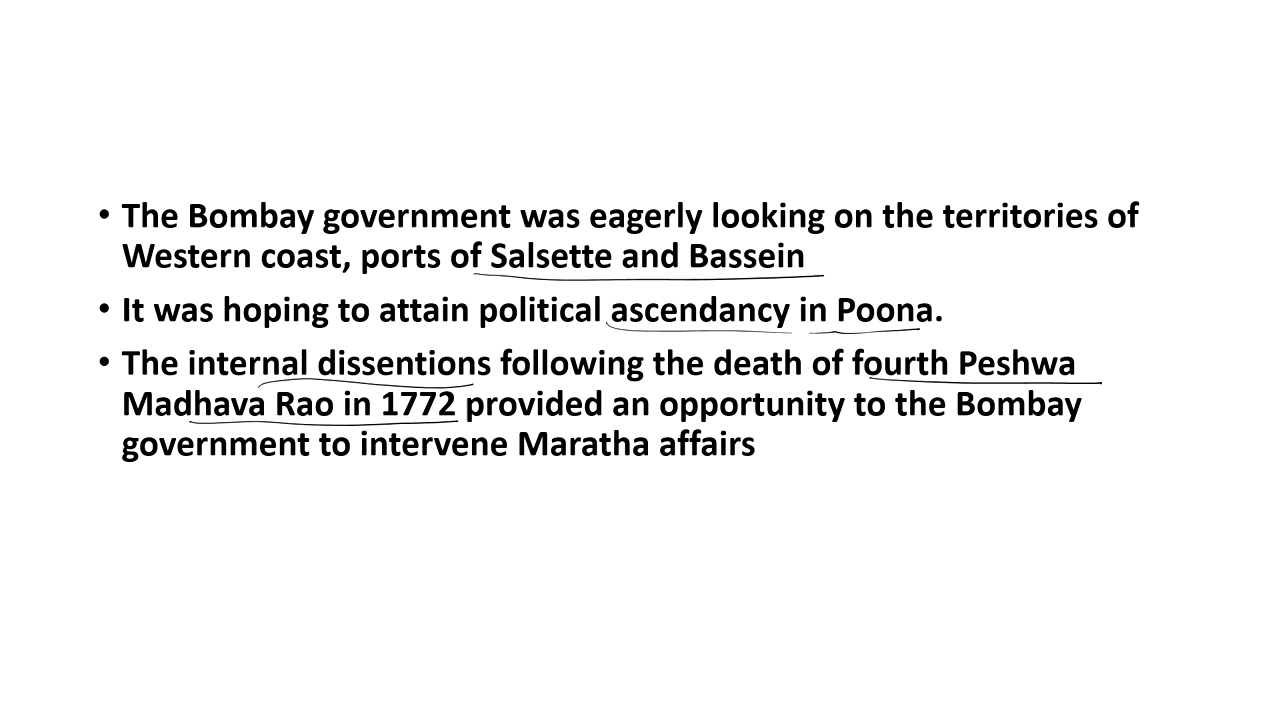 • The Bombay government was eagerly looking on the territories of
Western coast, ports of Salsette and Bassein
• It was hoping to attain political ascendancy in Poona.
• The internal dissentions following the death of fourth Peshwa
Madhava Rao in 1772 provided an opportunity to the Bombay
government to intervene Maratha affairs